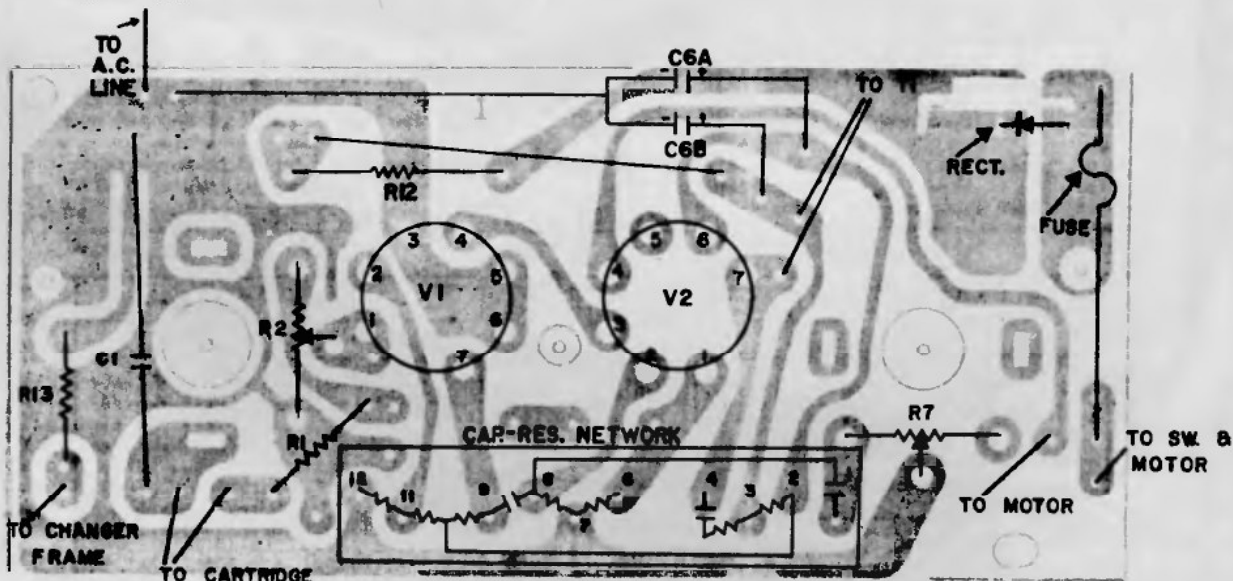 TO
A.C.
LINE
C6A
C6B
TO T1
RECT.
FUSE
R12
3
4
2
5
V1
1
6
7
5
6
4
7
V2
3
2
1
R2
C1
R13
R1
R7
CAP.-RES. NETWORK
12
11
9
8
6
7
4
3
2
TO SW. &
MOTOR
TO MOTOR
TO CHANGER
FRAME
TO CARTRIDGE